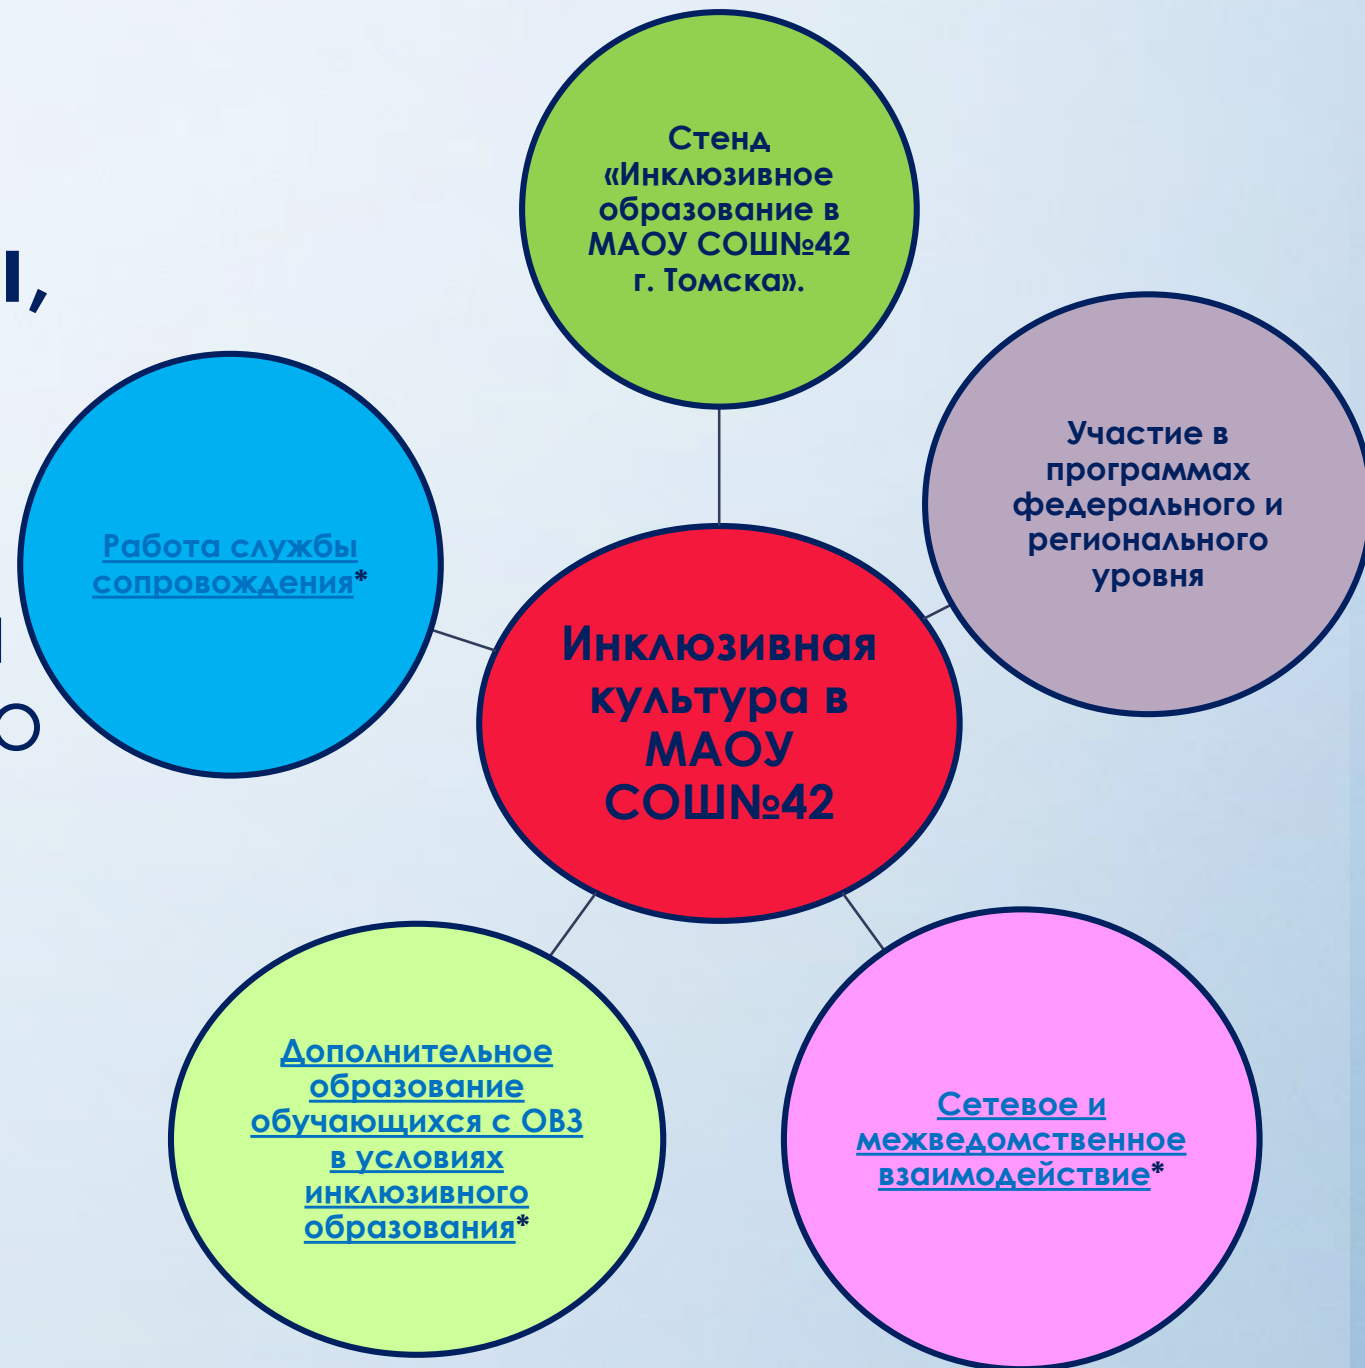 Стенд
«Инклюзивное
образование в
МАОУ СОШ№42
г. Томска».
Участие в
программах
федерального и
регионального
уровня
Работа службы
сопровождения*
Инклюзивная
культура в
МАОУ
СОШ№42
Дополнительное
образование
обучающихся с ОВЗ
в условиях
инклюзивного
образования*
Сетевое и
межведомственное
взаимодействие*